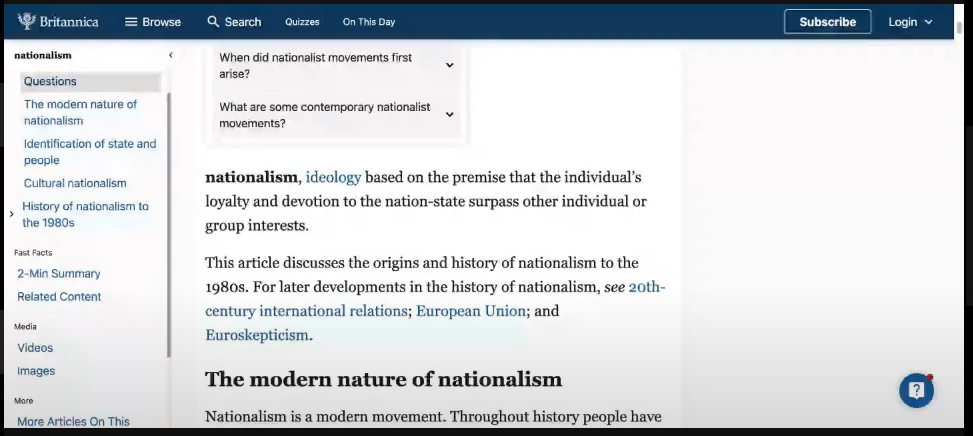 Britannica
Browse
Search
Quizzes
On This Day
Subscribe
Login
nationalism
Questions
The modern nature of
nationalism
Identification of state and
people
Cultural nationalism
History of nationalism to
the 1980s
Fast Facts
2-Min Summary
Related Content
Media
Videos
Images
More
More Articles On This
When did nationalist movements first
arise?
What are some contemporary nationalist
movements?
nationalism, ideology based on the premise that the individual's
loyalty and devotion to the nation-state surpass other individual or
group interests.
This article discusses the origins and history of nationalism to the
1980s. For later developments in the history of nationalism, see 20th-
century international relations; European Union; and
Euroskepticism.
The modern nature of nationalism
Nationalism is a modern movement. Throughout history people have